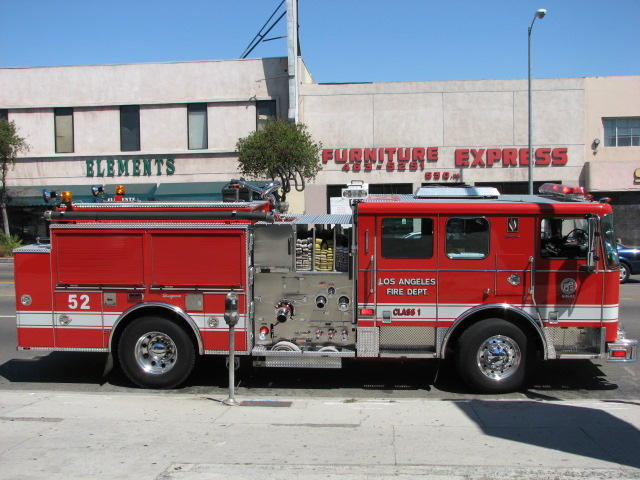 ELEMENTS
FURNITURE EXPRESS
LOS ANGELES
FIRE DEPT.
CLASS 1
52